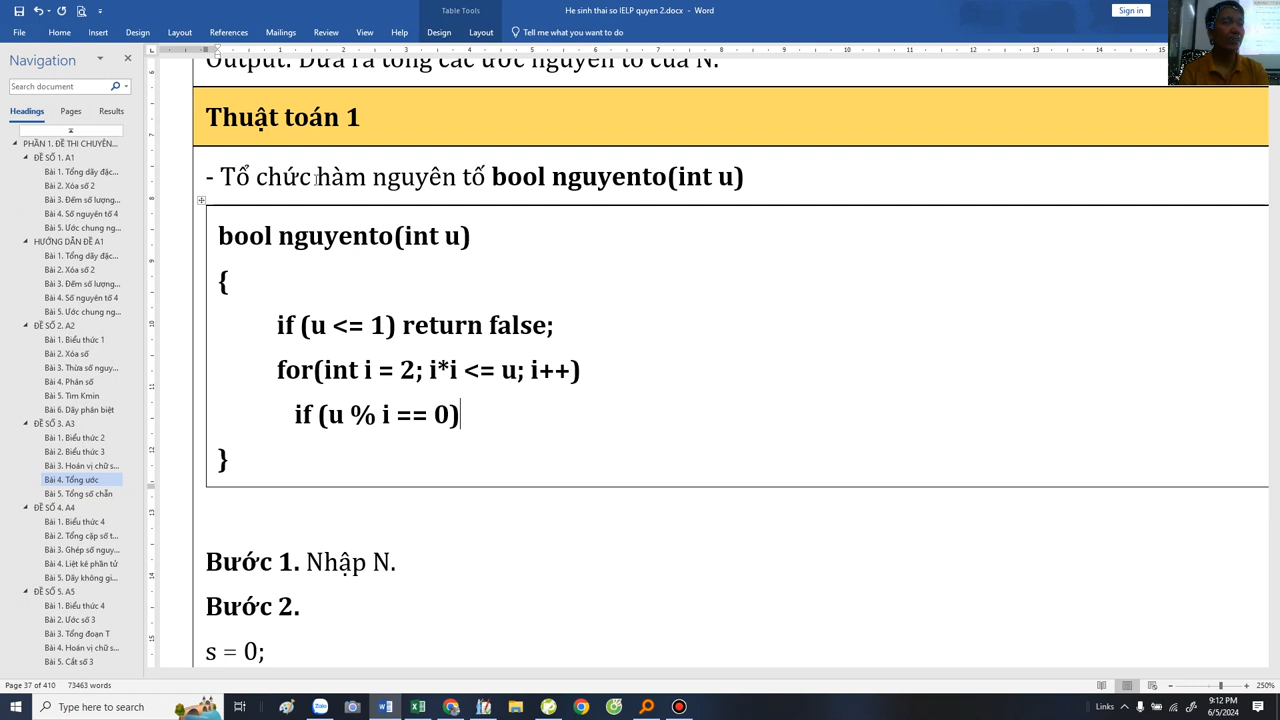 Table Tools
He sinh thai so IELP quyen 2.docx - Word
Sign in
File Home Insert Draw Design Layout References Mailings Review View Help Design Layout Tell me what you want to do
Navigation
Search document
Headings Pages Results
PHẦN 1. ĐỀ THI CHUYÊN...
ĐỀ SỐ 1. A1
Bài 1. Tổng dãy đặc...
Bài 2. Xóa số 2
Bài 3. Đếm số lượng...
Bài 4. Số nguyên tố 4
Bài 5. Ước chung ng...
HƯỚNG DẪN ĐỀ A1
Bài 1. Tổng dãy đặc...
Bài 2. Xóa số 2
Bài 3. Đếm số lượng...
Bài 4. Số nguyên tố 4
Bài 5. Ước chung ng...
ĐỀ SỐ 2. A2
Bài 1. Biểu thức 1
Bài 2. Xóa số
Bài 3. Thừa số nguy...
Bài 4. Phân số
Bài 5. Tìm Kmin
Bài 6. Dãy phân biệt
ĐỀ SỐ 3. A3
Bài 1. Biểu thức 2
Bài 2. Biểu thức 3
Bài 3. Hoán vị chữ s...
Bài 4. Tổng ước
Bài 5. Tổng số chẵn
ĐỀ SỐ 4. A4
Bài 1. Biểu thức 4
Bài 2. Tổng cặp số t...
Bài 3. Ghép số nguy...
Bài 4. Liệt kê phần tử
Bài 5. Dãy không gi...
ĐỀ SỐ 5. A5
Bài 1. Biểu thức 4
Bài 2. Ước số 3
Bài 3. Tổng đoạn T
Bài 4. Hoán vị chữ s...
Bài 5. Cắt số 3
Output: Đưa ra tổng các ước nguyên tố của N.
Thuật toán 1
- Tổ chức hàm nguyên tố bool nguyento(int u)
bool nguyento(int u)
{
if (u <= 1) return false;
for(int i = 2; i*i <= u; i++)
if (u % i == 0)
}
Bước 1. Nhập N.
Bước 2.
s = 0;
Page 37 of 410 73463 words
250%
Type here to search
Links
9:12 PM
6/5/2024